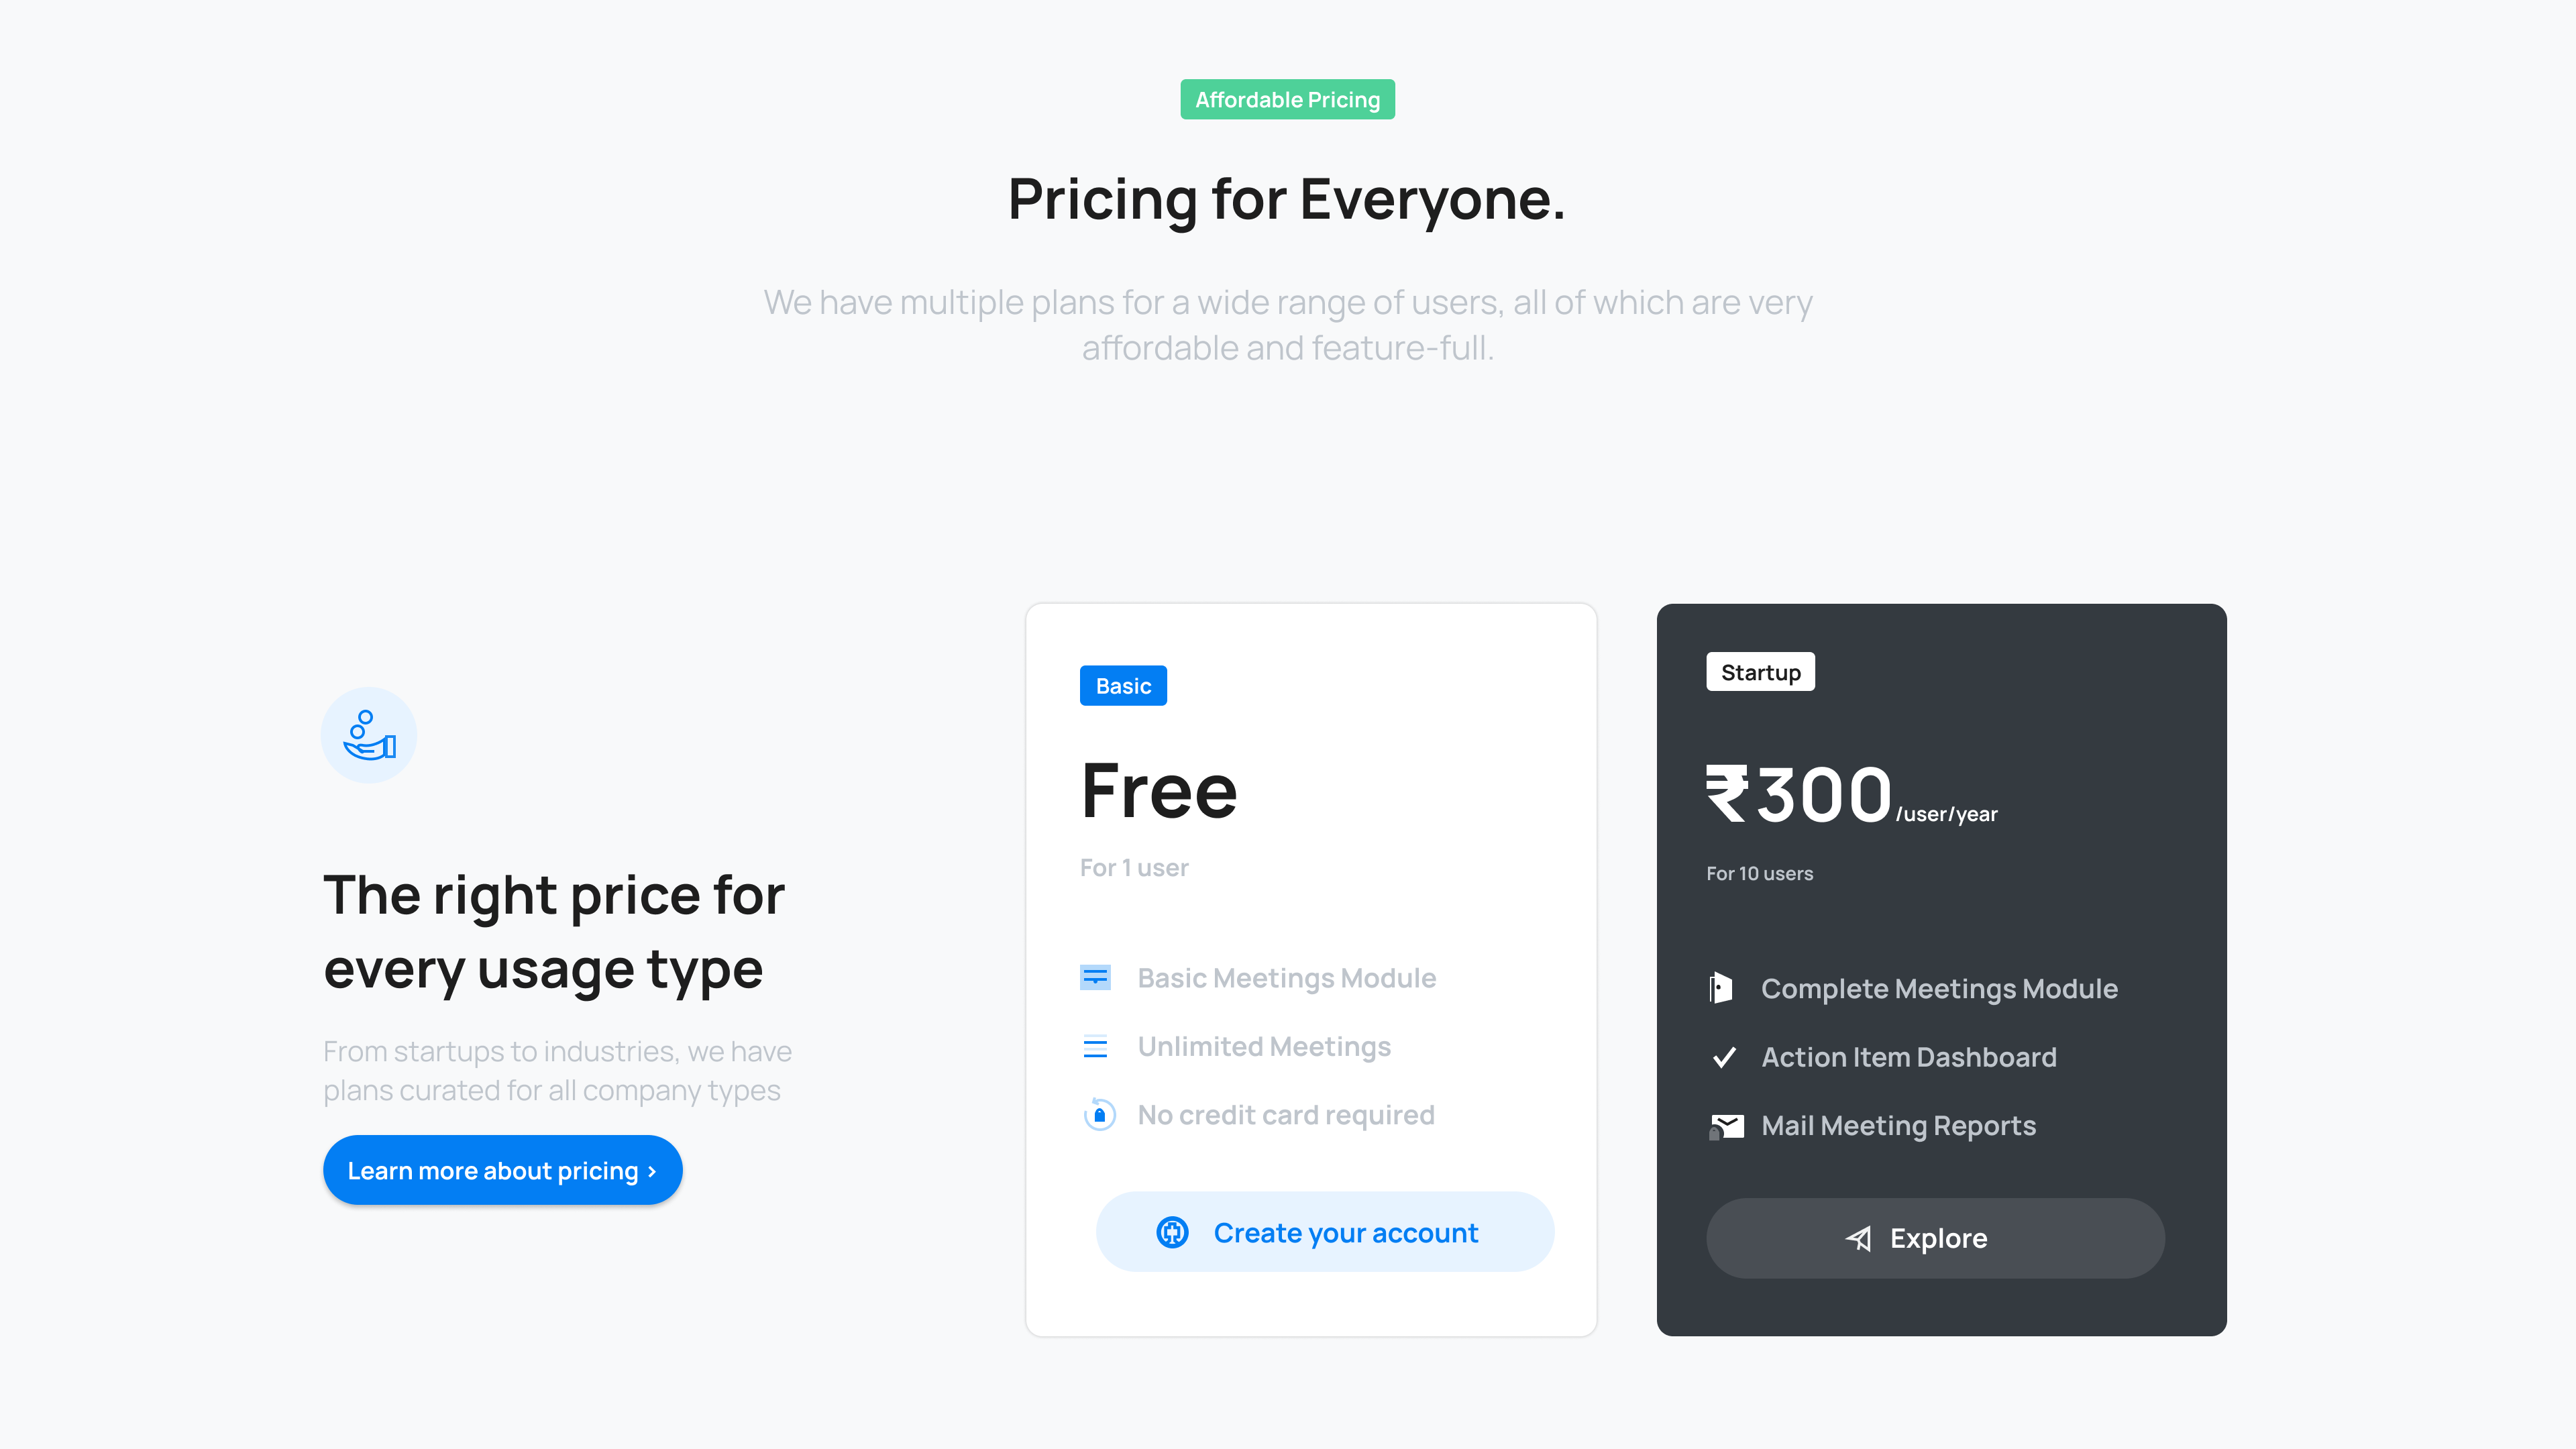 Affordable Pricing
Pricing for Everyone.
We have multiple plans for a wide range of users, all of which are very
affordable and feature-full.
The right price for
every usage type
From startups to industries, we have
plans curated for all company types
Learn more about pricing ›
Basic
Free
For 1 user
Basic Meetings Module
Unlimited Meetings
No credit card required
Create your account
Startup
₹300/user/year
For 10 users
Complete Meetings Module
Action Item Dashboard
Mail Meeting Reports
Explore